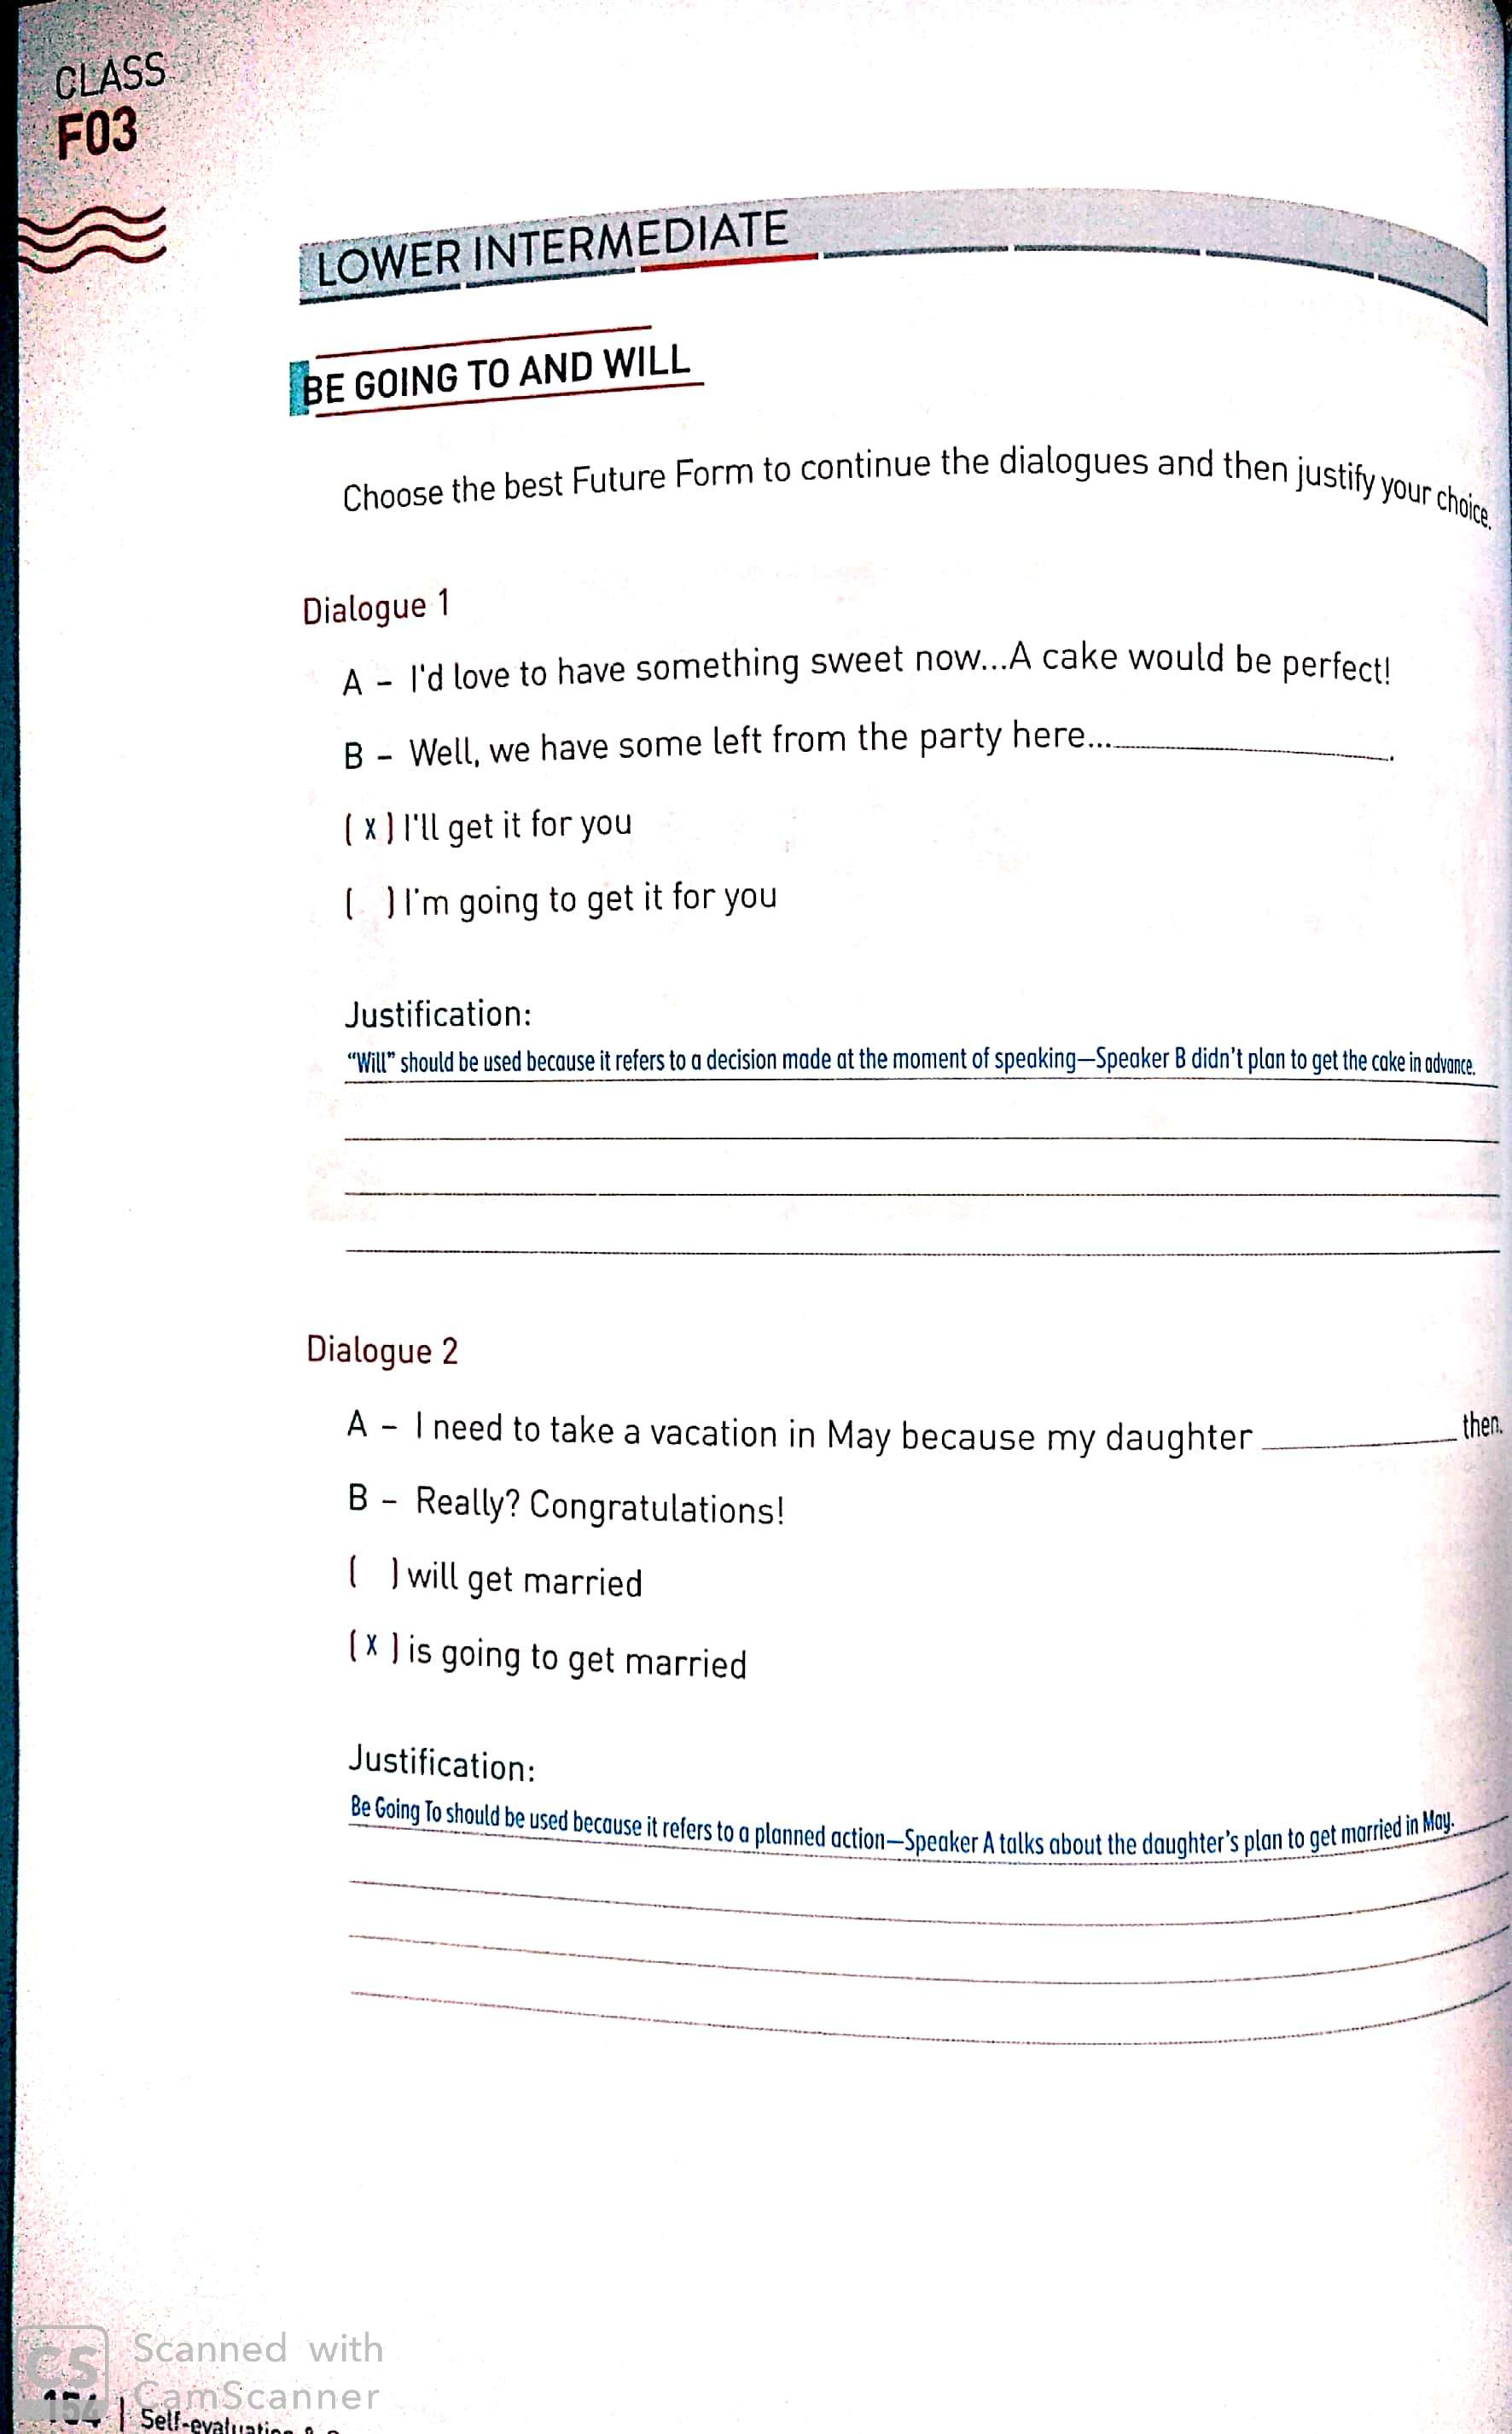 CLASS
F03
LOWER INTERMEDIATE
BE GOING TO AND WILL
Choose the best Future Form to continue the dialogues and then justify your choice.
Dialogue 1
A – I'd love to have something sweet now...A cake would be perfect!
B – Well, we have some left from the party here...____________.
( x ) I'll get it for you
(  ) I'm going to get it for you
Justification:
“Will” should be used because it refers to a decision made at the moment of speaking—Speaker B didn’t plan to get the cake in advance.
Dialogue 2
A – I need to take a vacation in May because my daughter ____________ then.
B – Really? Congratulations!
(  ) will get married
( x ) is going to get married
Justification:
Be Going To should be used because it refers to a planned action—Speaker A talks about the daughter’s plan to get married in May.
CS Scanned with
CamScanner
154 | Self-evaluation &